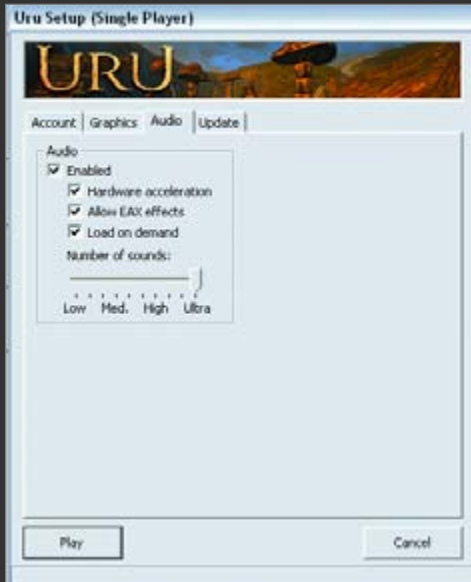 Uru Setup (Single Player)
URU
Account Graphics Audio Update
Audio
Enabled
Hardware acceleration
Allow EAX effects
Load on demand
Number of sounds:
Low Med. High Ultra
Play Cancel